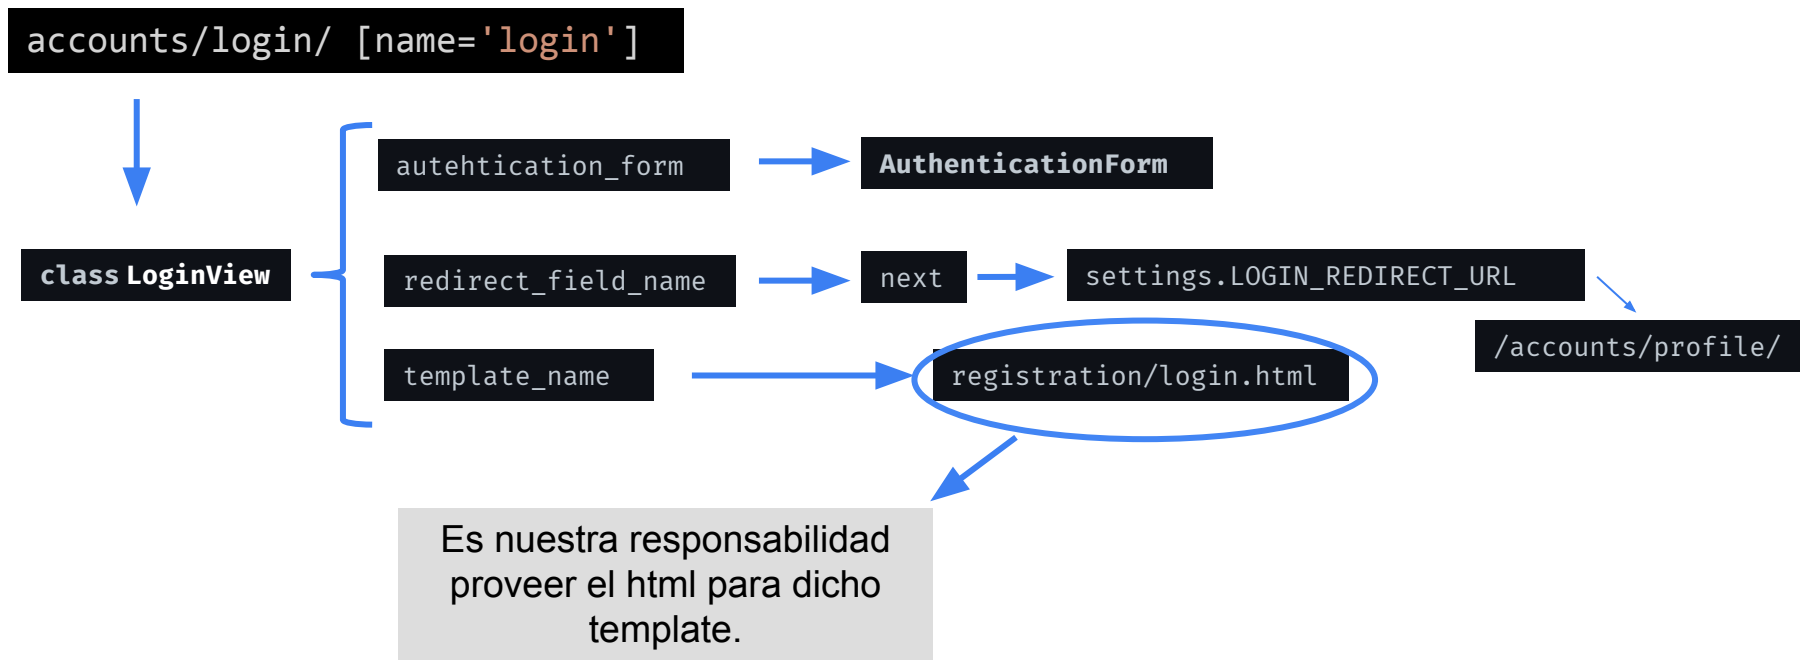 accounts/login/ [name='login']
autehtication_form
AuthenticationForm
class LoginView
redirect_field_name
next
settings.LOGIN_REDIRECT_URL
/accounts/profile/
template_name
registration/login.html
Es nuestra responsabilidad
proveer el html para dicho
template.